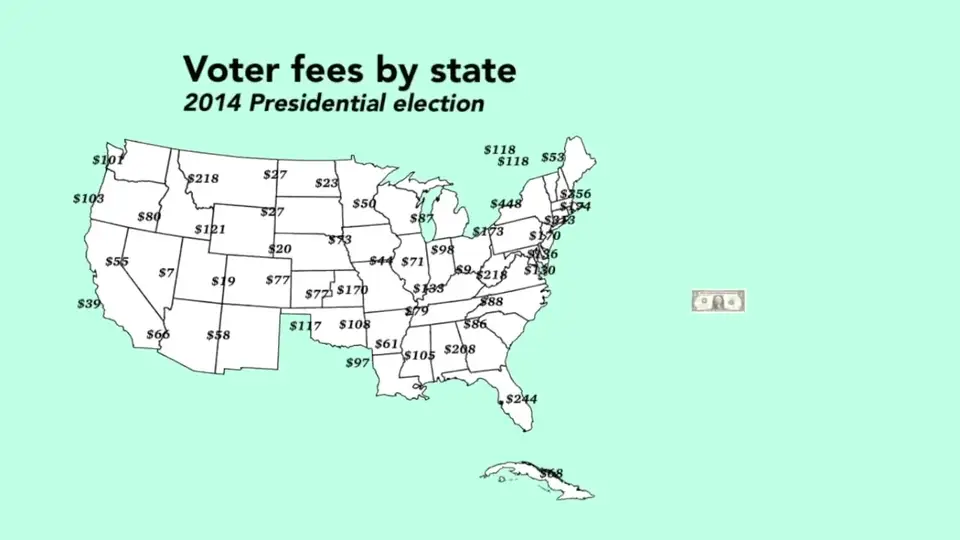 Voter fees by state
2014 Presidential election
$118
$118 $53
$101
$218 $27 $23
$103 $80 $27 $50 $87 $448 $256
$121 $73 $173 $170
$55 $20 $98 $136
$7 $19 $77 $44 $71 $9 $218 $130
$39 $77 $170 $133 $88
$66 $58 $117 $108 $79 $86
$61 $208
$97 $105
$244
$68